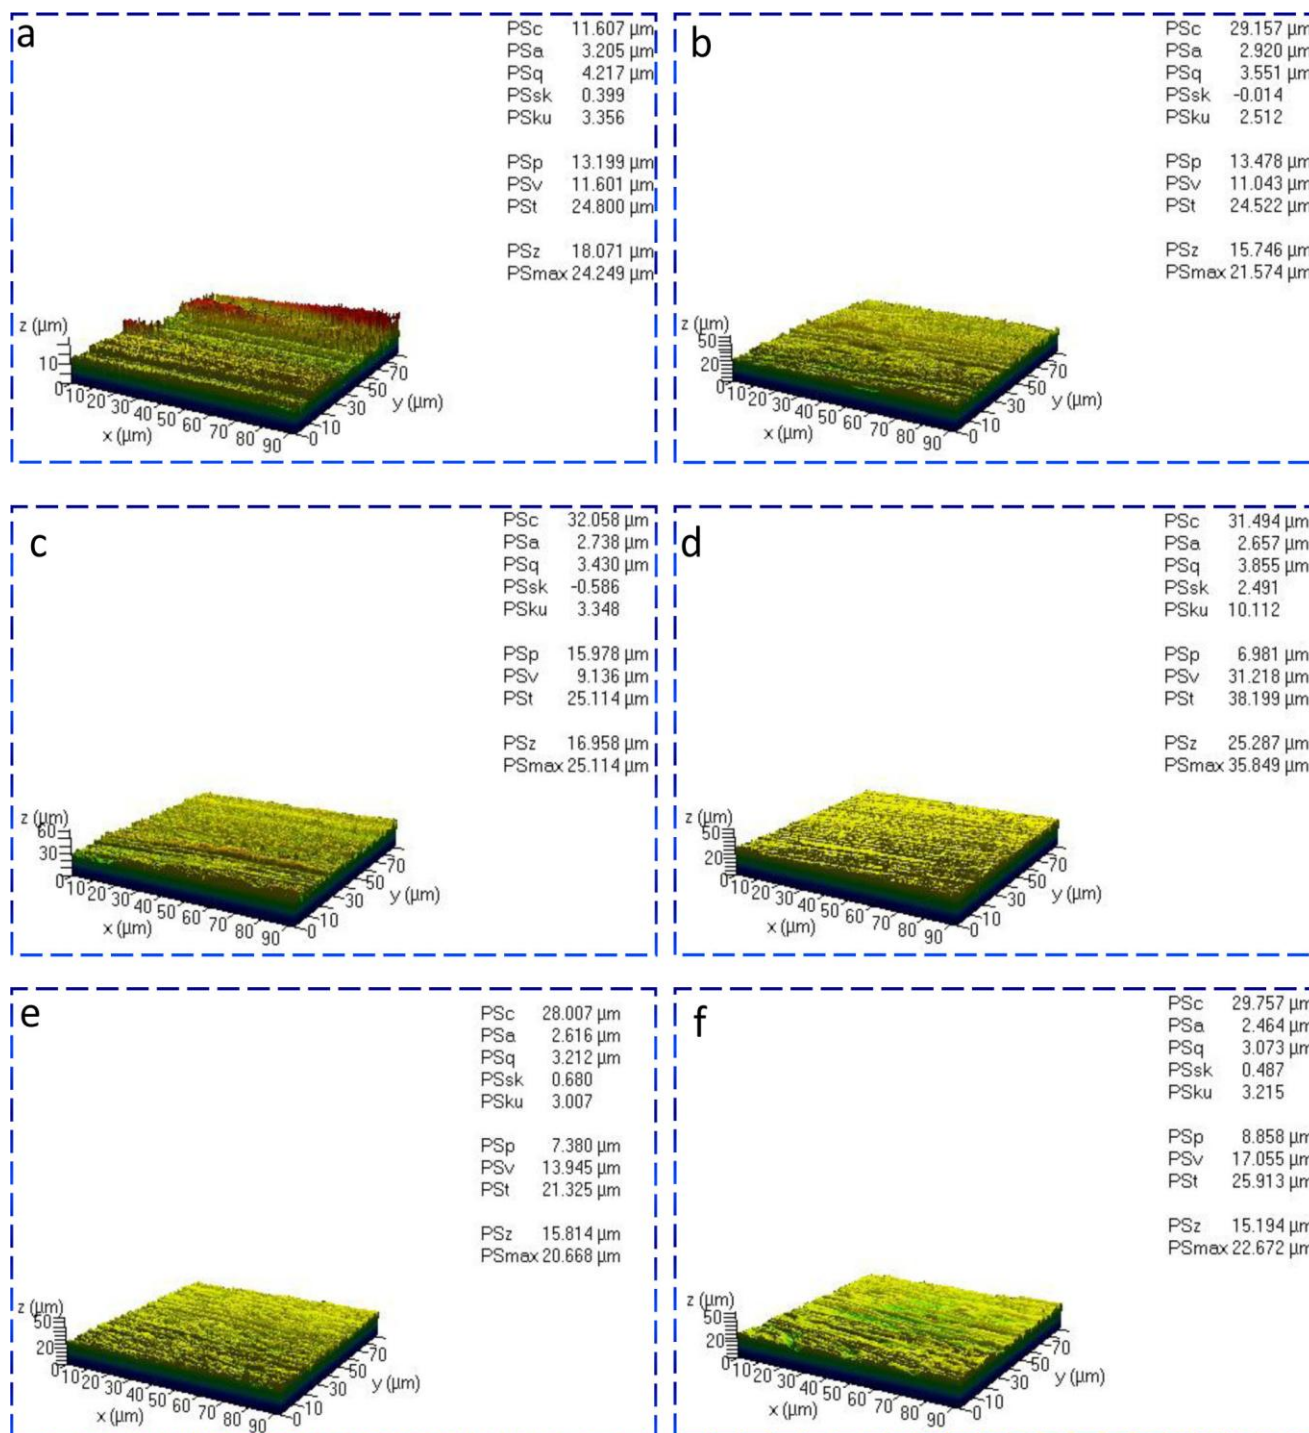 a
PSc 11.607 µm
PSa 3.205 µm
PSq 4.217 µm
PSsk 0.399
PSku 3.356
PSp 13.199 µm
PSv 11.601 µm
PSt 24.800 µm
PSz 18.071 µm
PSmax 24.249 µm
z (µm)
10
0
10 20 30 40 50 60 70 80 90
x (µm)
0 10 30 50 70
y (µm)
b
PSc 29.157 µm
PSa 2.920 µm
PSq 3.551 µm
PSsk -0.014
PSku 2.512
PSp 13.478 µm
PSv 11.043 µm
PSt 24.522 µm
PSz 15.746 µm
PSmax 21.574 µm
z (µm)
50
20
0
10 20 30 40 50 60 70 80 90
x (µm)
0 10 30 50 70
y (µm)
c
PSc 32.058 µm
PSa 2.738 µm
PSq 3.430 µm
PSsk -0.586
PSku 3.348
PSp 15.978 µm
PSv 9.136 µm
PSt 25.114 µm
PSz 16.958 µm
PSmax 25.114 µm
z (µm)
60
30
0
10 20 30 40 50 60 70 80 90
x (µm)
0 10 30 50 70
y (µm)
d
PSc 31.494 µm
PSa 2.657 µm
PSq 3.855 µm
PSsk 2.491
PSku 10.112
PSp 6.981 µm
PSv 31.218 µm
PSt 38.199 µm
PSz 25.287 µm
PSmax 35.849 µm
z (µm)
50
20
0
10 20 30 40 50 60 70 80 90
x (µm)
0 10 30 50 70
y (µm)
e
PSc 28.007 µm
PSa 2.616 µm
PSq 3.212 µm
PSsk 0.680
PSku 3.007
PSp 7.380 µm
PSv 13.945 µm
PSt 21.325 µm
PSz 15.814 µm
PSmax 20.668 µm
z (µm)
50
20
0
10 20 30 40 50 60 70 80 90
x (µm)
0 10 30 50 70
y (µm)
f
PSc 29.757 µm
PSa 2.464 µm
PSq 3.073 µm
PSsk 0.487
PSku 3.215
PSp 8.858 µm
PSv 17.055 µm
PSt 25.913 µm
PSz 15.194 µm
PSmax 22.672 µm
z (µm)
50
20
0
10 20 30 40 50 60 70 80 90
x (µm)
0 10 30 50 70
y (µm)